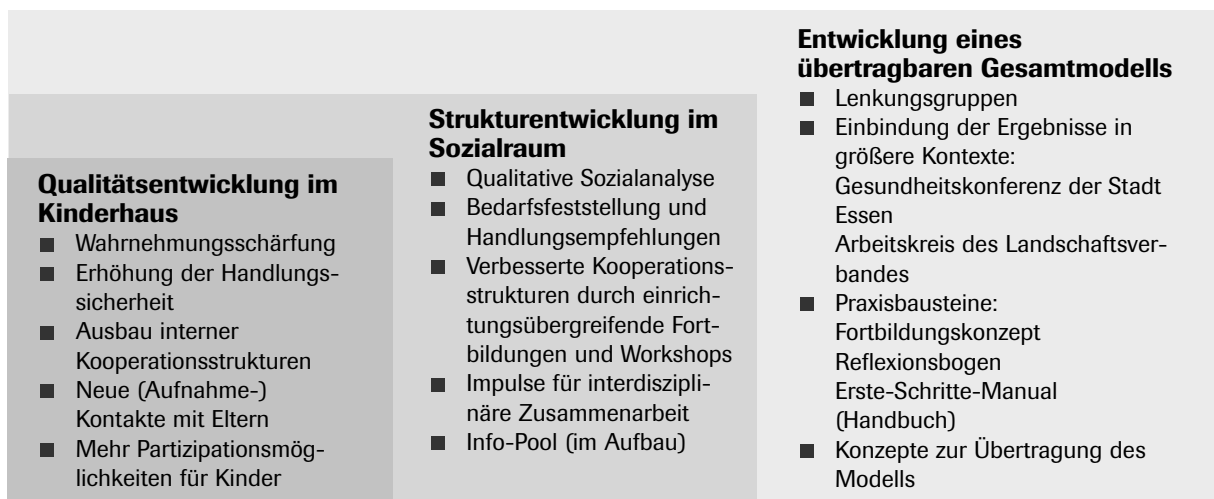 Qualitätsentwicklung im
Kinderhaus
■ Wahrnehmungsschärfung
■ Erhöhung der Handlungs-
sicherheit
■ Ausbau interner
Kooperationsstrukturen
■ Neue (Aufnahme-)
Kontakte mit Eltern
■ Mehr Partizipationsmög-
lichkeiten für Kinder
Strukturentwicklung im
Sozialraum
■ Qualitative Sozialanalyse
■ Bedarfsfeststellung und
Handlungsempfehlungen
■ Verbesserte Kooperations-
strukturen durch einrich-
tungsübergreifende Fort-
bildungen und Workshops
■ Impulse für interdiszipli-
näre Zusammenarbeit
■ Info-Pool (im Aufbau)
Entwicklung eines
übertragbaren Gesamtmodells
■ Lenkungsgruppen
■ Einbindung der Ergebnisse in
größere Kontexte:
Gesundheitskonferenz der Stadt
Essen
Arbeitskreis des Landschaftsver-
bandes
■ Praxisbausteine:
Fortbildungskonzept
Reflexionsbogen
Erste-Schritte-Manual
(Handbuch)
■ Konzepte zur Übertragung des
Modells